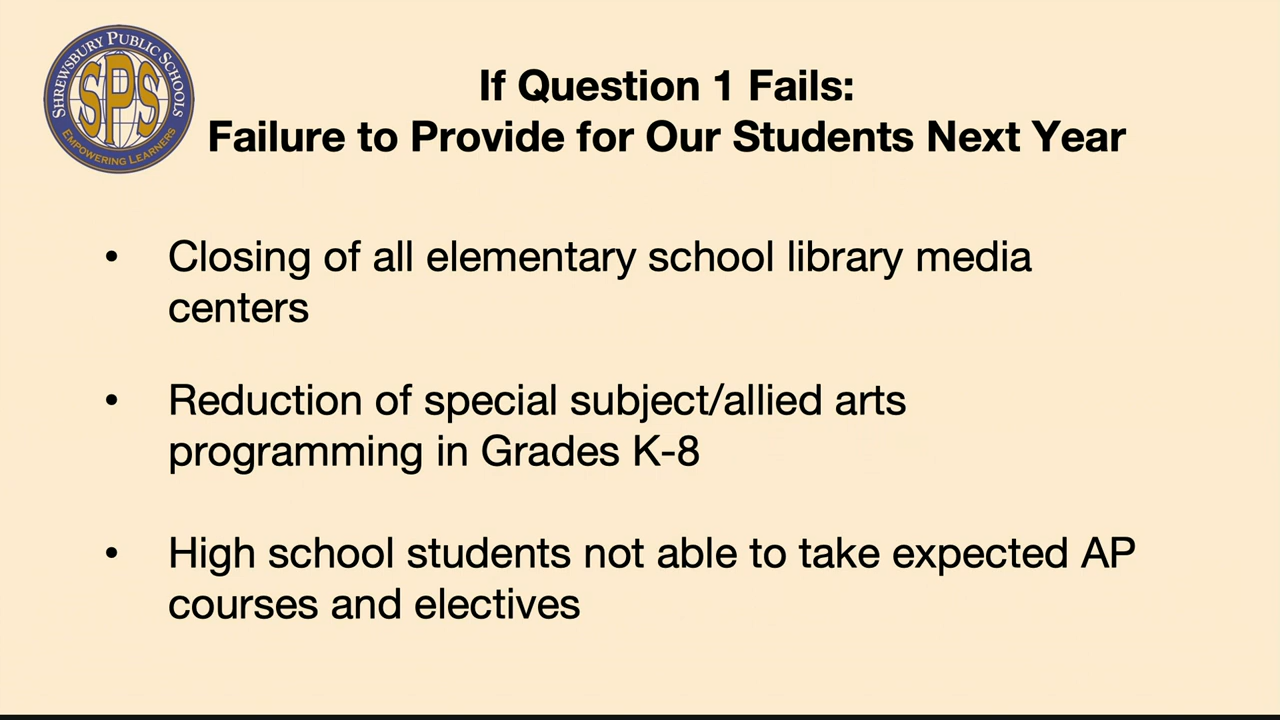 SHREWSBURY PUBLIC SCHOOLS
SPS
EMPOWERING LEARNERS
If Question 1 Fails:
Failure to Provide for Our Students Next Year
• Closing of all elementary school library media
centers
• Reduction of special subject/allied arts
programming in Grades K-8
• High school students not able to take expected AP
courses and electives